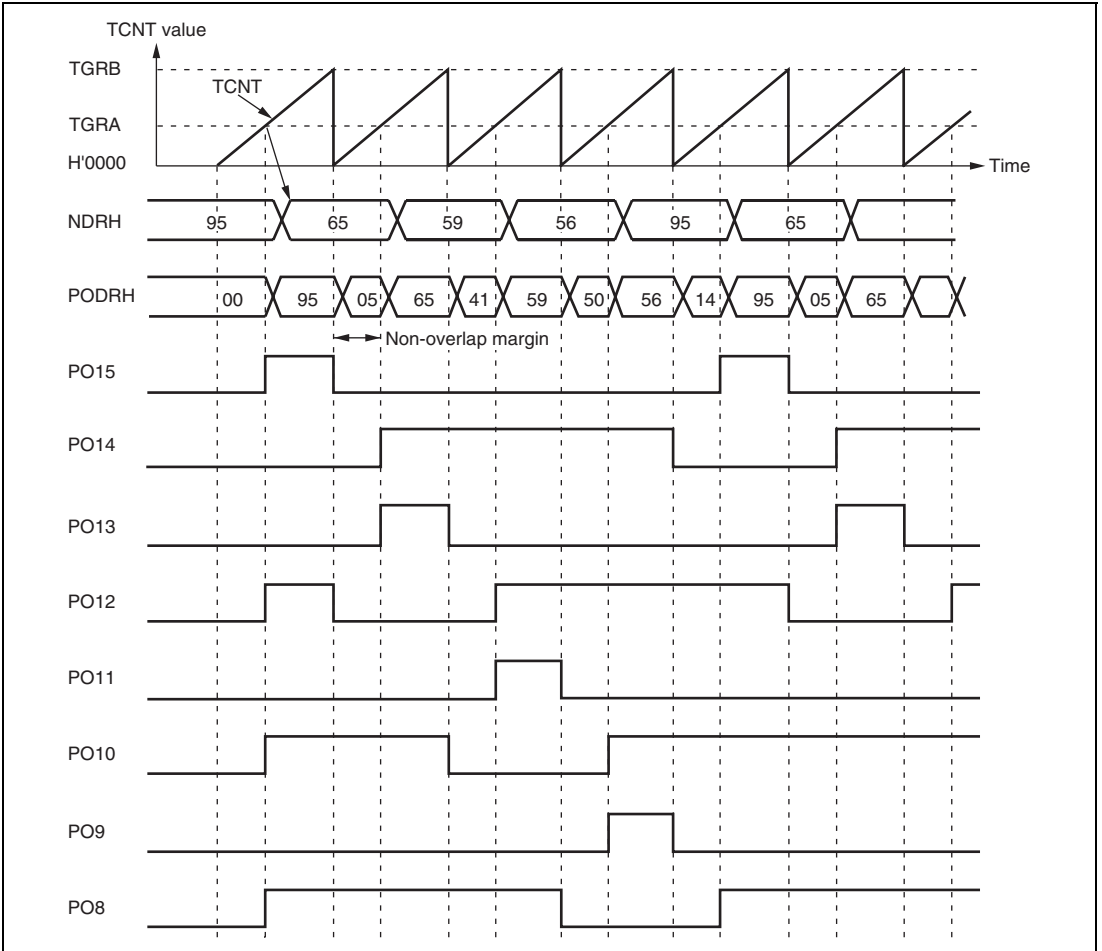 TCNT value
TGRB
TCNT
TGRA
H'0000
Time
NDRH 95 65 59 56 95 65
PODRH 00 95 05 65 41 59 50 56 14 95 05 65
Non-overlap margin
PO15
PO14
PO13
PO12
PO11
PO10
PO9
PO8